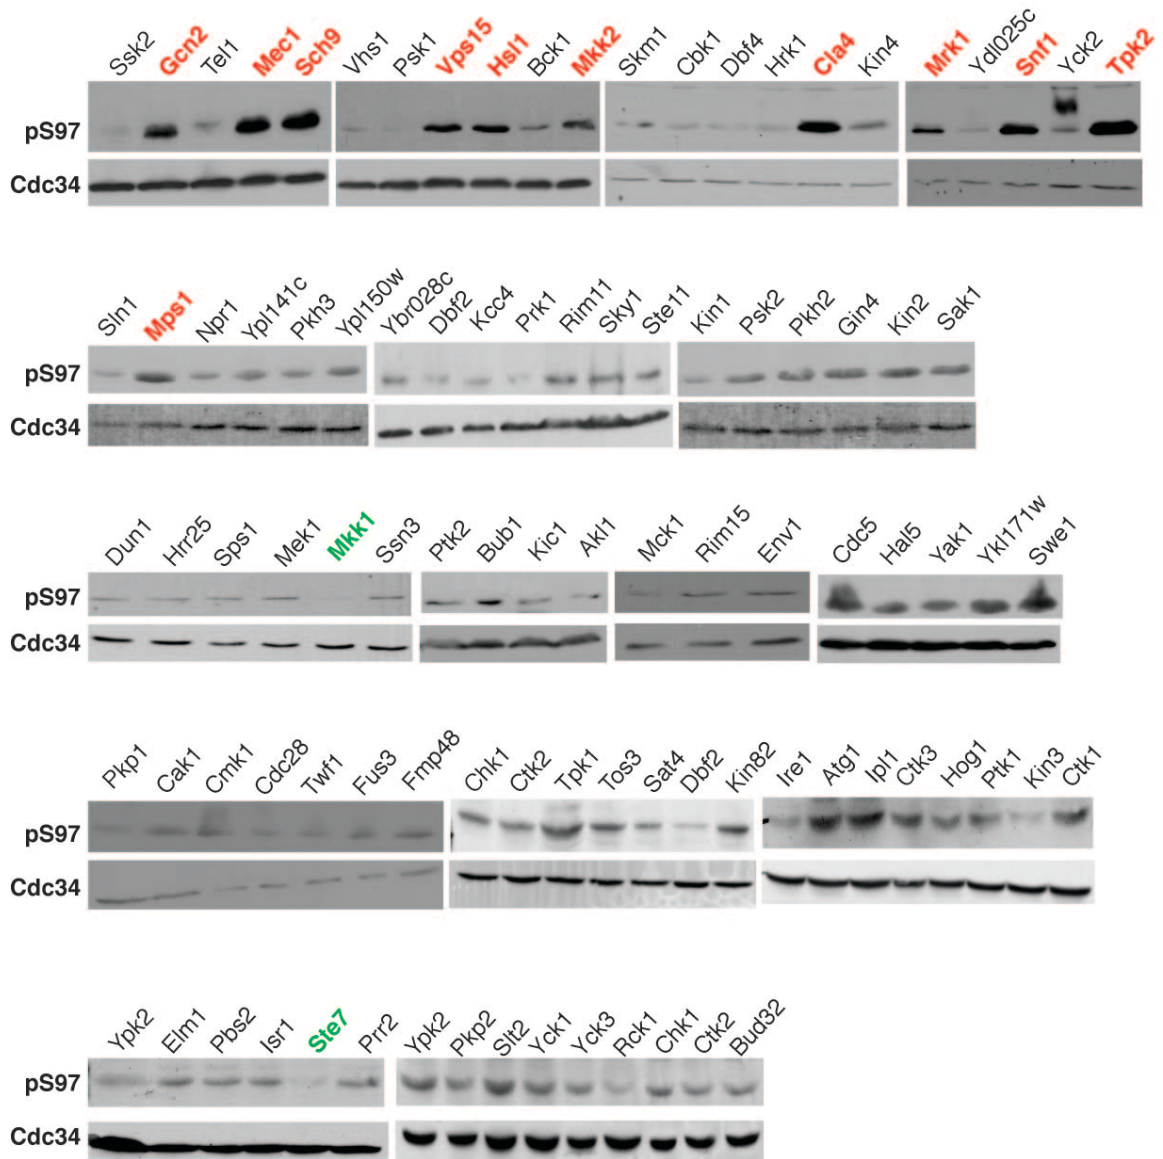 Ssk2 Gcn2 Tel1 Mec1 Sch9 Vhs1 Psk1 Vps15 Hsl1 Bck1 Mkk2 Skm1 Cbk1 Dbf4 Hrk1 Cla4 Kin4 Mrk1 Ydl025c Snf1 Yck2 Tpk2
pS97
Cdc34
Sln1 Mps1 Npr1 Ypl141c Pkh3 Ypl150w Ybr028c Dbf2 Kcc4 Prk1 Rim11 Sky1 Ste11 Kin1 Psk2 Pkh2 Gin4 Kin2 Sak1
pS97
Cdc34
Dun1 Hrr25 Sps1 Mek1 Mkk1 Ssn3 Ptk2 Bub1 Kic1 Akl1 Mck1 Rim15 Env1 Cdc5 Hal5 Yak1 Ykl171w Swe1
pS97
Cdc34
Pkp1 Cak1 Cmk1 Cdc28 Twf1 Fus3 Fmp48 Chk1 Ctk2 Tpk1 Tos3 Sat4 Dbf2 Kin82 Ire1 Atg1 Ipl1 Ctk3 Hog1 Ptk1 Kin3 Ctk1
pS97
Cdc34
Ypk2 Elm1 Pbs2 Isr1 Ste7 Prr2 Ypk2 Pkp2 Slt2 Yck1 Yck3 Rck1 Chk1 Ctk2 Bud32
pS97
Cdc34